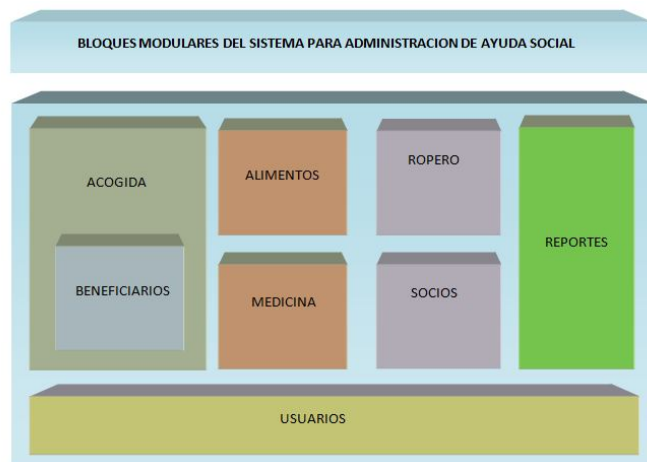 BLOQUES MODULARES DEL SISTEMA PARA ADMINISTRACION DE AYUDA SOCIAL
ACOGIDA
BENEFICIARIOS
ALIMENTOS
MEDICINA
ROPERO
SOCIOS
REPORTES
USUARIOS